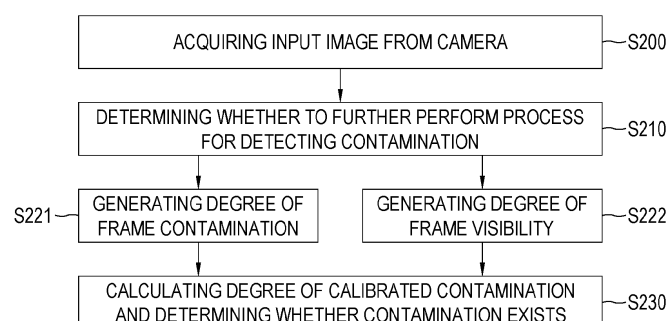 ACQUIRING INPUT IMAGE FROM CAMERA
S200
DETERMINING WHETHER TO FURTHER PERFORM PROCESS
FOR DETECTING CONTAMINATION
S210
S221
GENERATING DEGREE OF
FRAME CONTAMINATION
GENERATING DEGREE OF
FRAME VISIBILITY
S222
CALCULATING DEGREE OF CALIBRATED CONTAMINATION
AND DETERMINING WHETHER CONTAMINATION EXISTS
S230